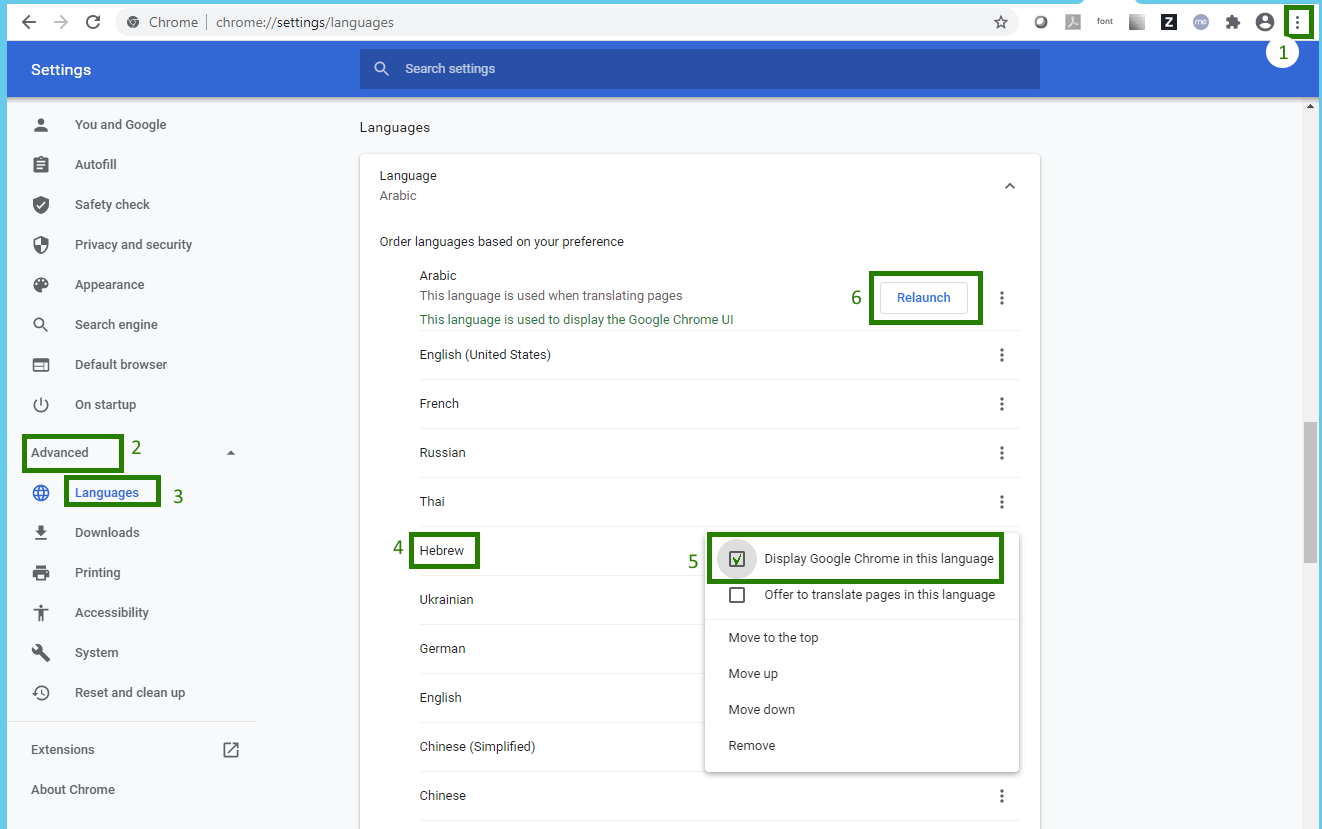 Chrome | chrome://settings/languages
font
Z
me
1
Settings
Search settings
You and Google
Autofill
Safety check
Privacy and security
Appearance
Search engine
Default browser
On startup
Advanced
2
Languages
3
Downloads
Printing
Accessibility
System
Reset and clean up
Extensions
About Chrome
Languages
Language
Arabic
Order languages based on your preference
Arabic
This language is used when translating pages
This language is used to display the Google Chrome UI
6
Relaunch
English (United States)
French
Russian
Thai
4
Hebrew
5
Display Google Chrome in this language
Offer to translate pages in this language
Move to the top
Move up
Move down
Remove
Ukrainian
German
English
Chinese (Simplified)
Chinese